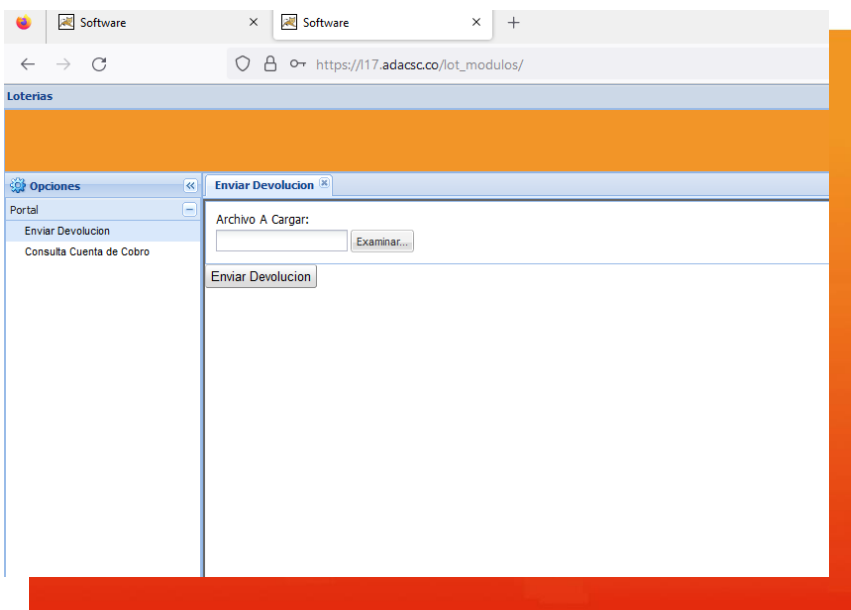 Software
Software
https://l17.adacsc.co/lot_modulos/
Loterias
Opciones
Enviar Devolucion
Portal
Enviar Devolucion
Consulta Cuenta de Cobro
Archivo A Cargar:
Examinar...
Enviar Devolucion